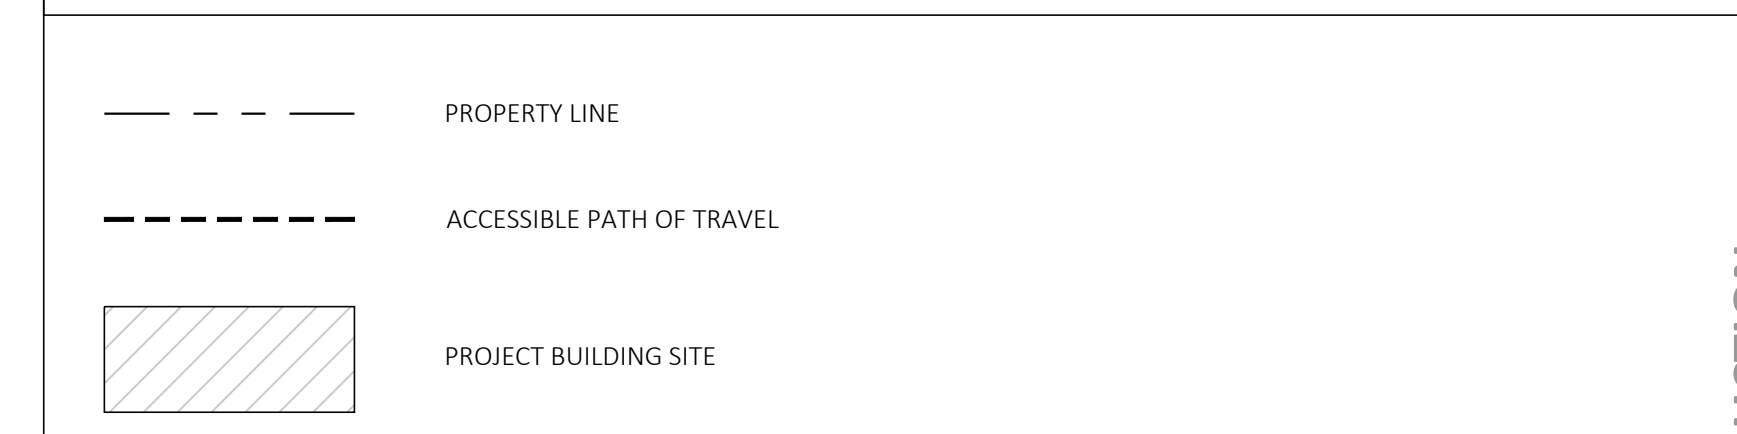 PROPERTY LINE
ACCESSIBLE PATH OF TRAVEL
PROJECT BUILDING SITE